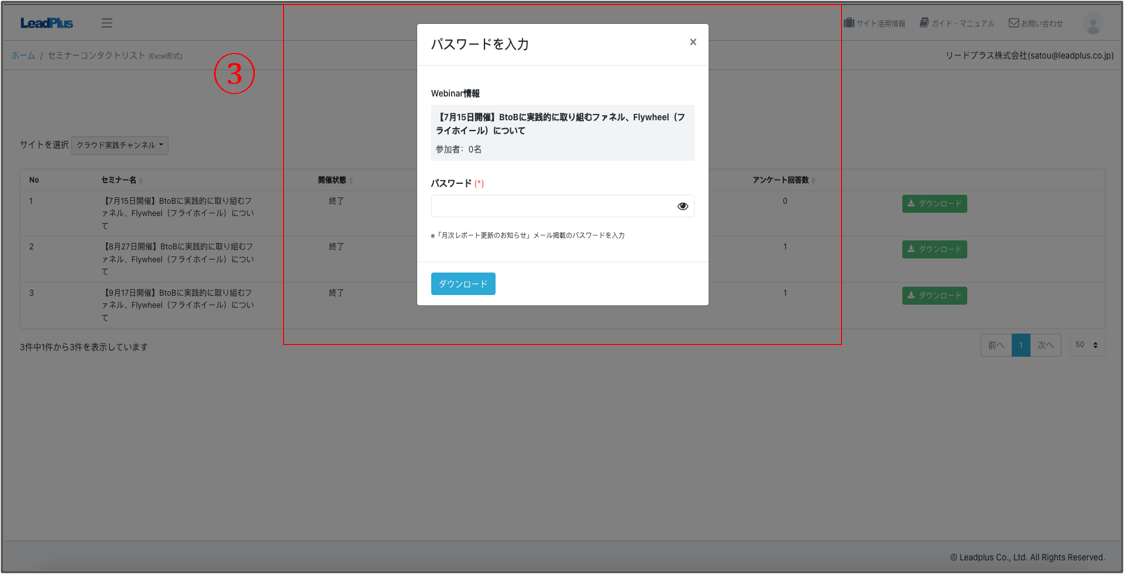 LeadPlus
サイト活用情報
ガイド・マニュアル
お問い合わせ
ホーム / セミナーコンタクトリスト (Excel形式)
リードプラス株式会社(satou@leadplus.co.jp)
③
パスワードを入力
×
Webinar情報
【7月15日開催】BtoBに実践的に取り組むファネル、Flywheel（フ
ライホイール）について
参加者：0名
パスワード (*)
※「月次レポート更新のお知らせ」メール掲載のパスワードを入力
ダウンロード
サイトを選択 クラウド実践チャンネル
No セミナー名 開催状態 アンケート回答数
1 【7月15日開催】BtoBに実践的に取り組むフ 終了 0 ダウンロード
ァネル、Flywheel（フライホイール）につい
て
2 【8月27日開催】BtoBに実践的に取り組むフ 終了 1 ダウンロード
ァネル、Flywheel（フライホイール）につい
て
3 【9月17日開催】BtoBに実践的に取り組むフ 終了 1 ダウンロード
ァネル、Flywheel（フライホイール）につい
て
3件中1件から3件を表示しています
前へ 1 次へ 50
© Leadplus Co., Ltd. All Rights Reserved.